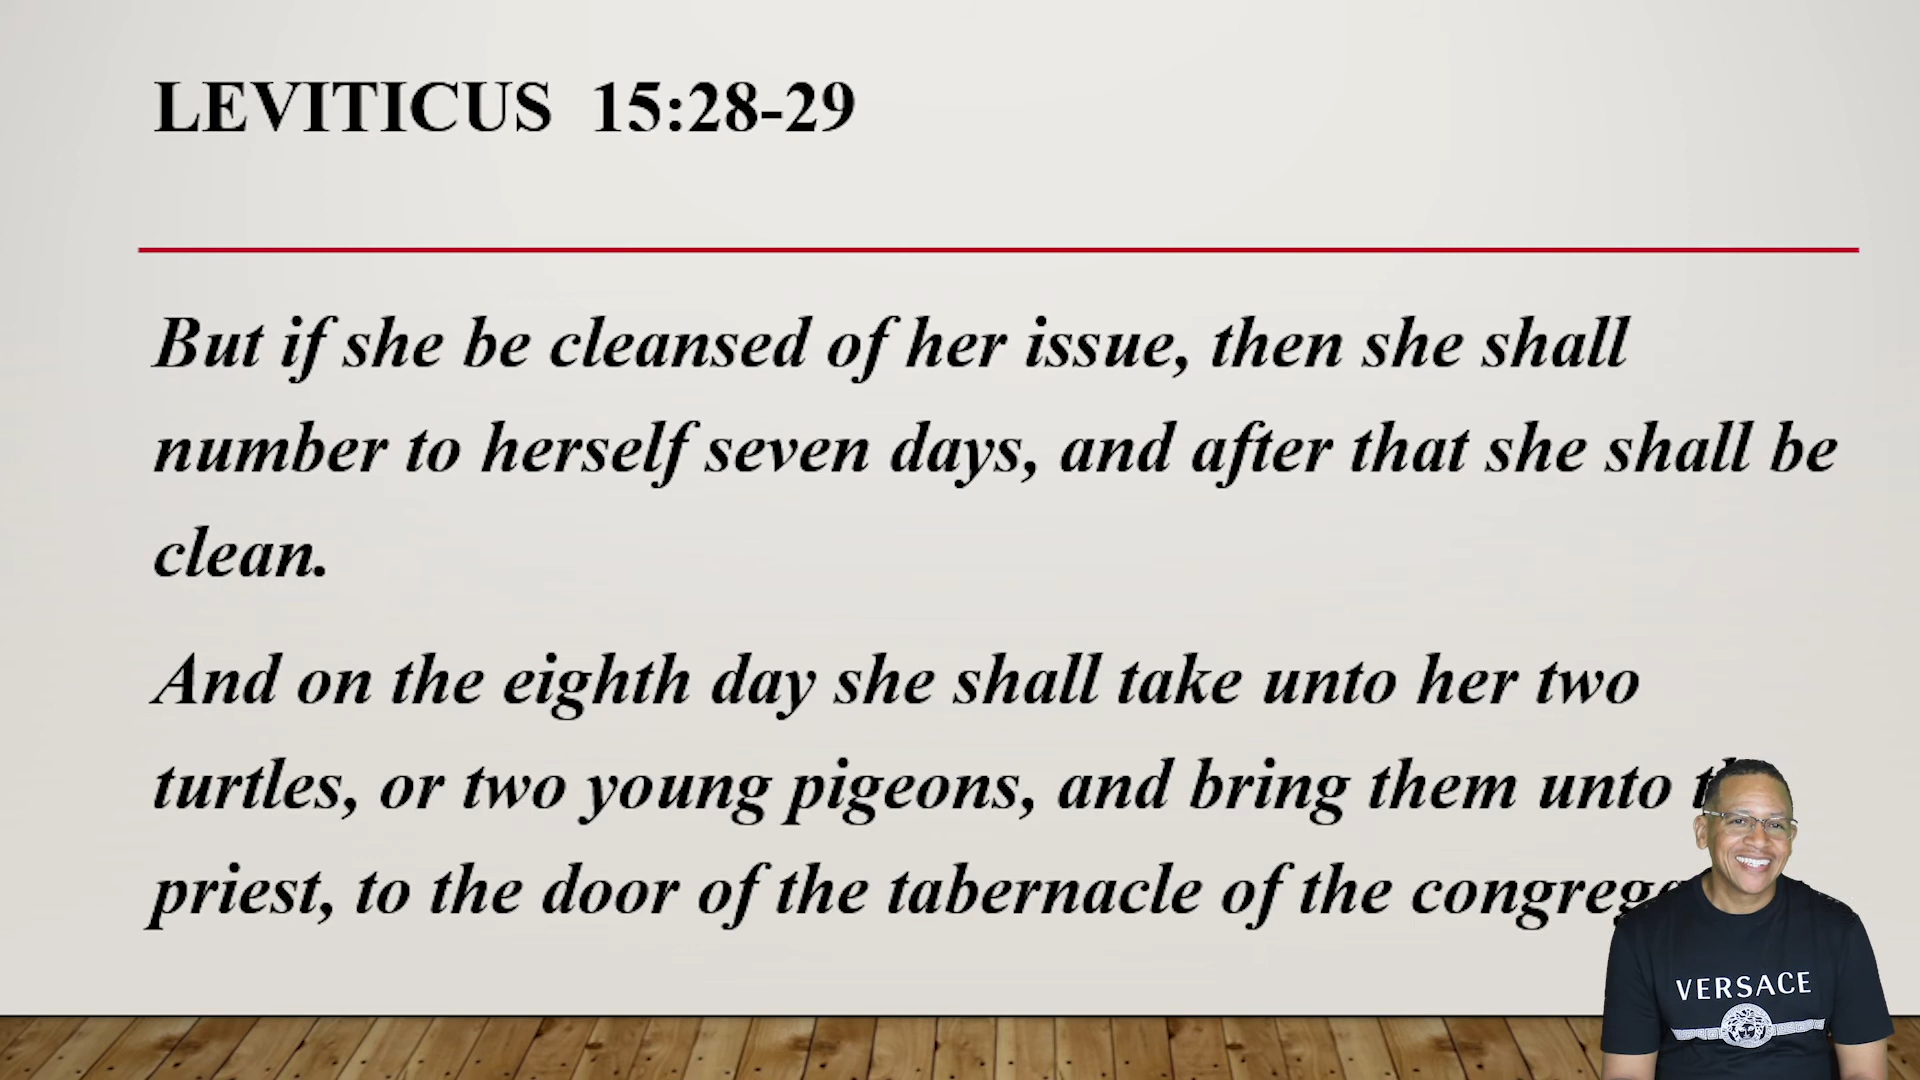 LEVITICUS 15:28-29
But if she be cleansed of her issue, then she shall
number to herself seven days, and after that she shall be
clean.
And on the eighth day she shall take unto her two
turtles, or two young pigeons, and bring them unto
priest, to the door of the tabernacle of the
VERSACE